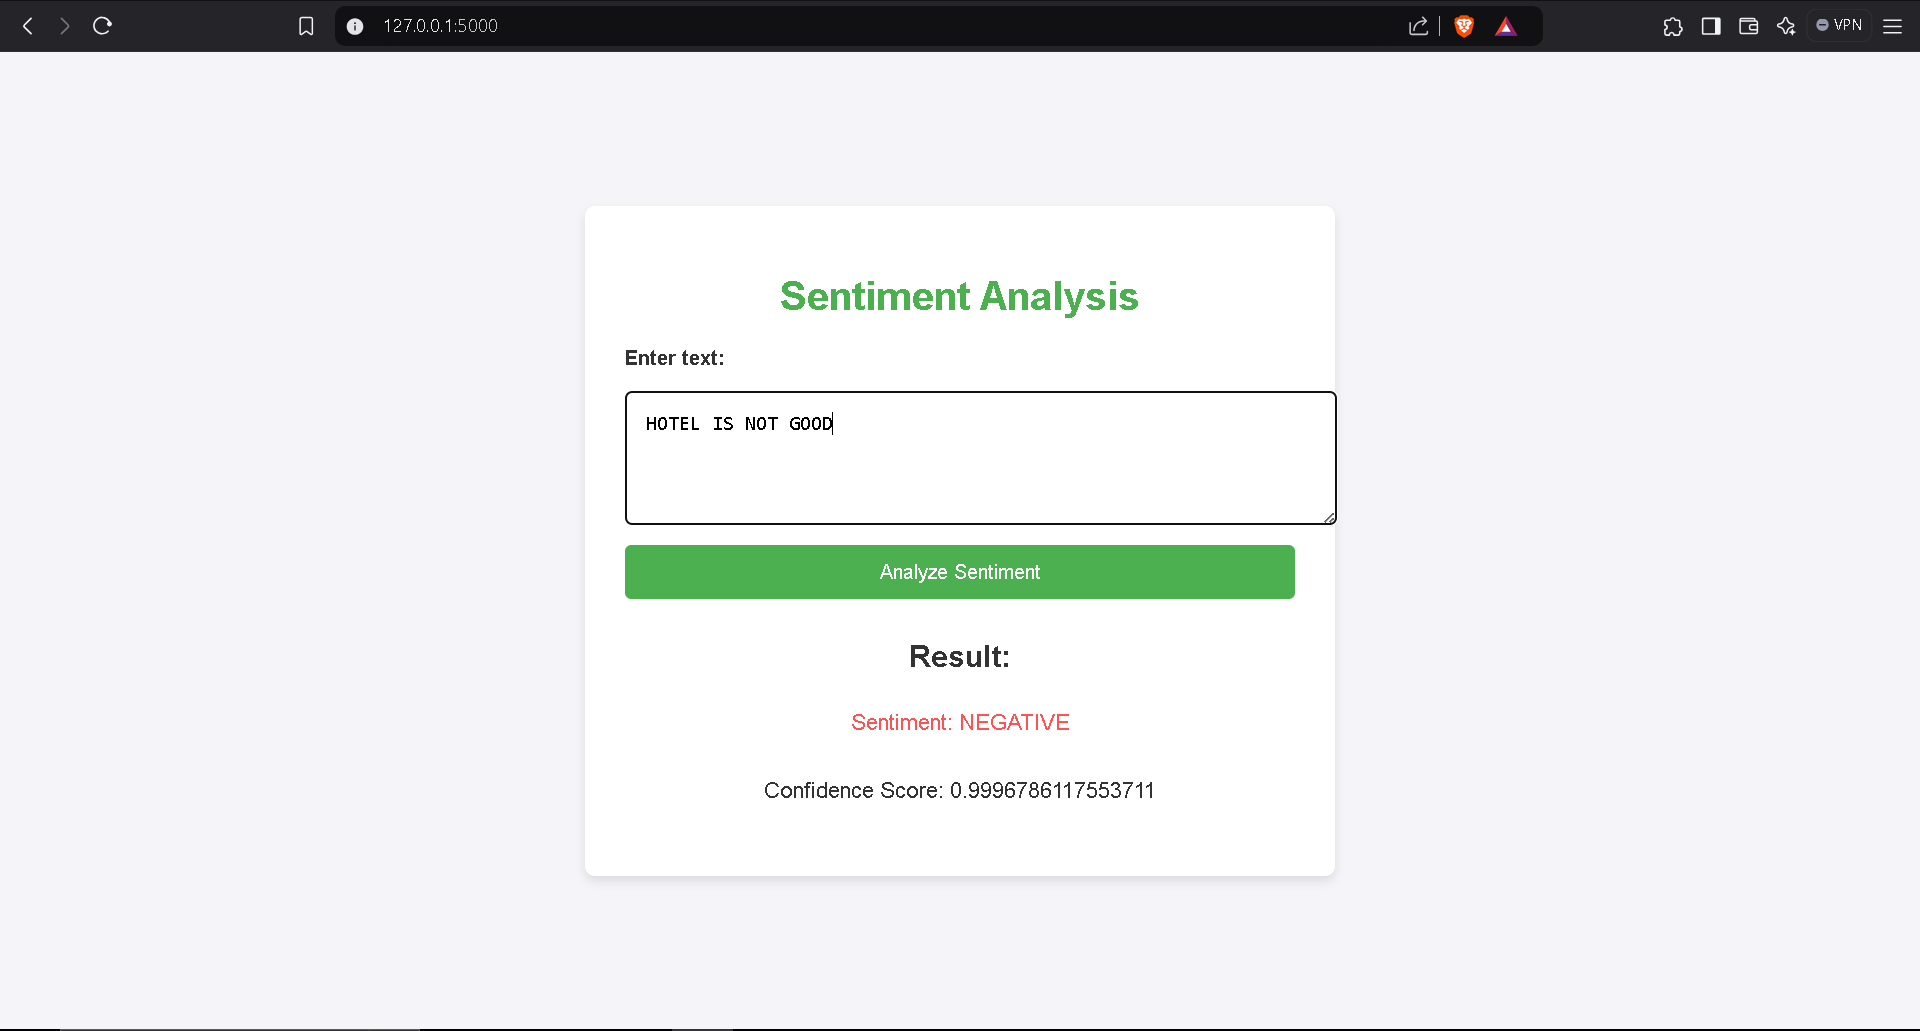 127.0.0.1:5000
VPN
Sentiment Analysis
Enter text:
HOTEL IS NOT GOOD
Analyze Sentiment
Result:
Sentiment: NEGATIVE
Confidence Score: 0.9996786117553711